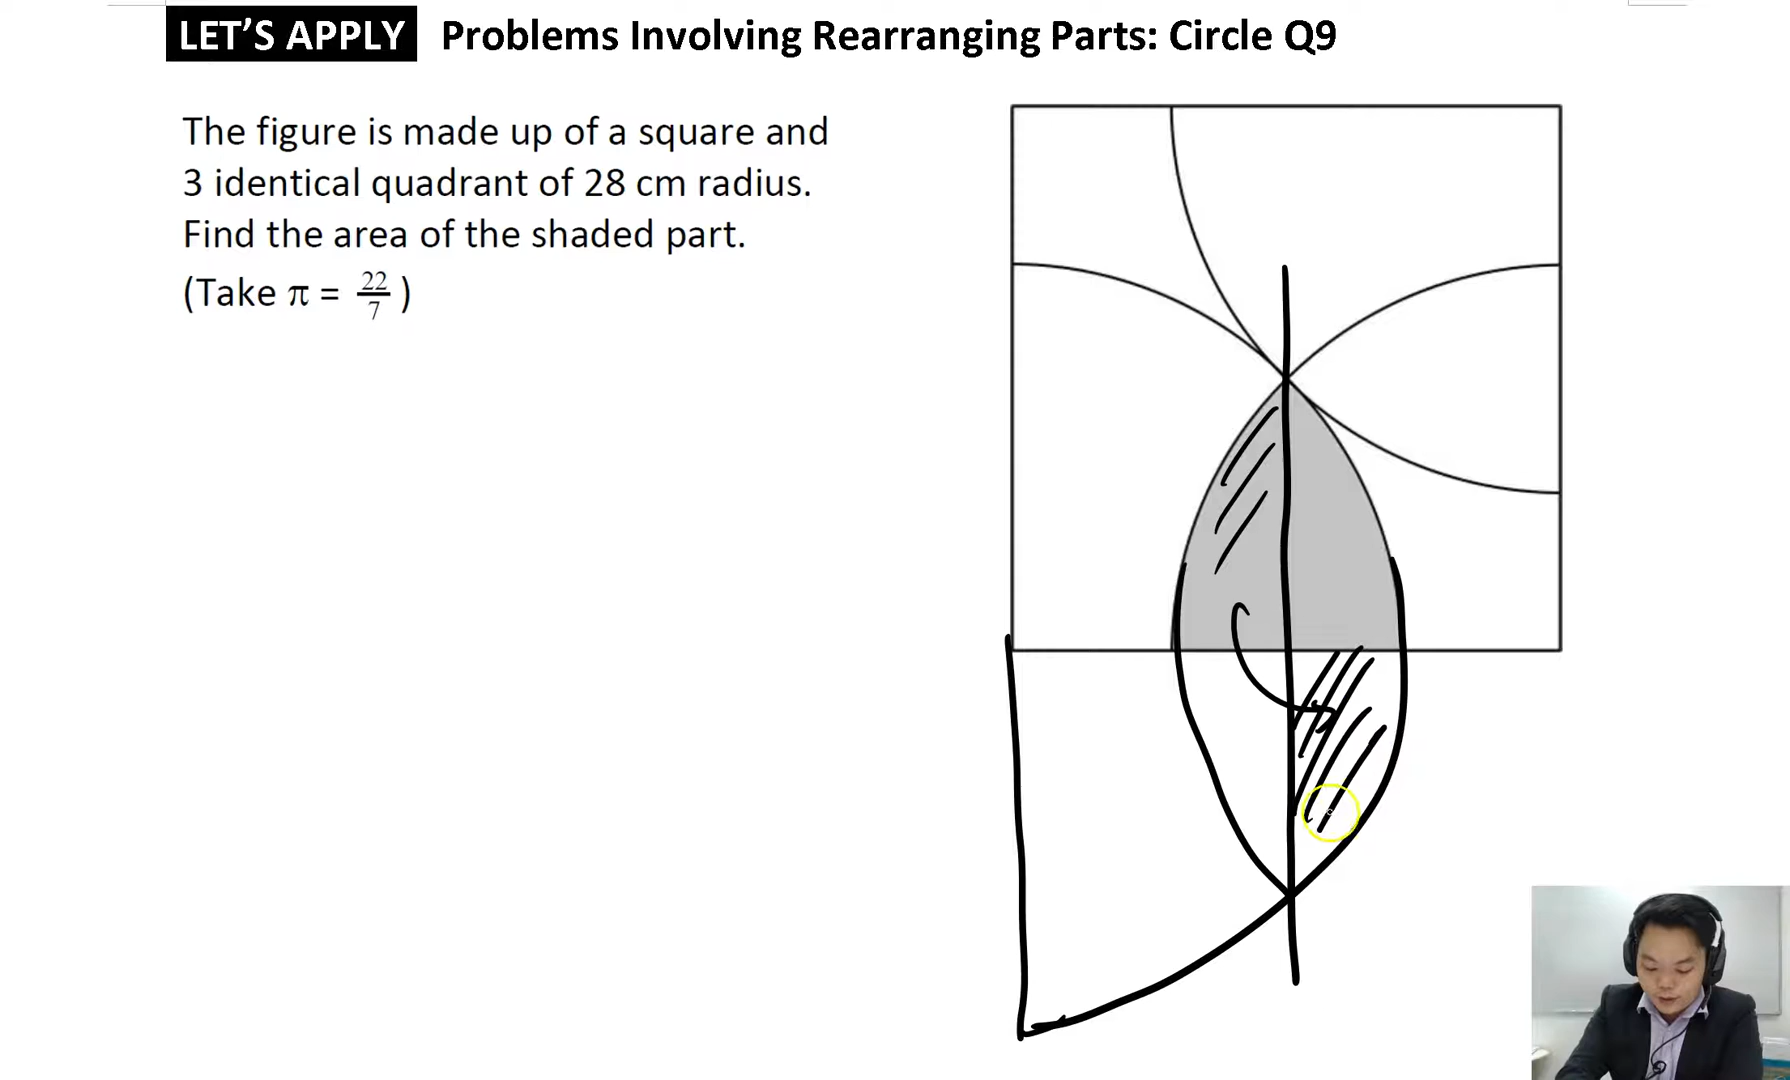 LET’S APPLY Problems Involving Rearranging Parts: Circle Q9
The figure is made up of a square and
3 identical quadrant of 28 cm radius.
Find the area of the shaded part.
(Take π = 22/7 )